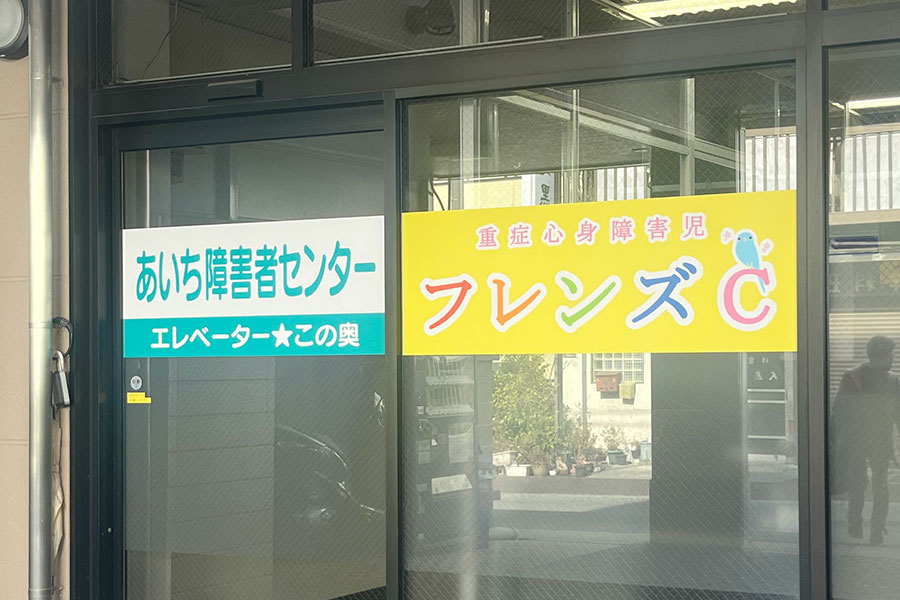 あいち障害者センター
エレベーター★この奥
重症心身障害児
フレンズC